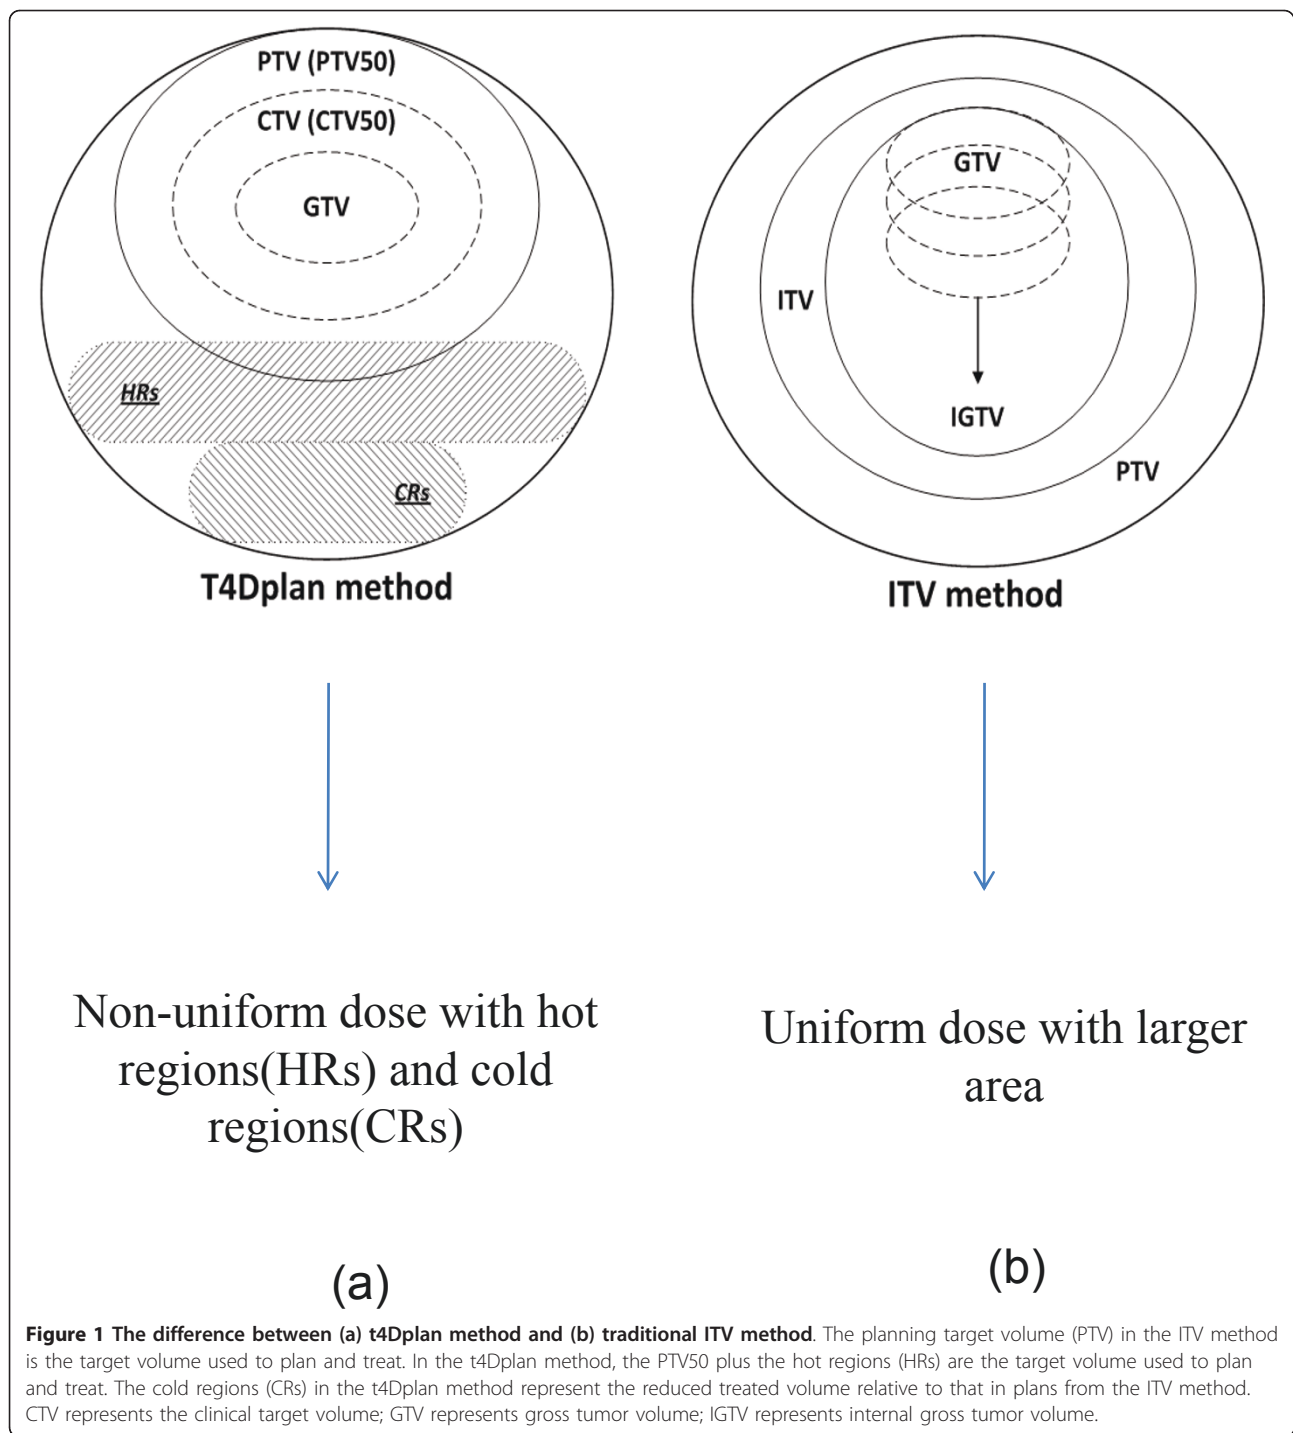 PTV (PTV50)
CTV (CTV50)
GTV
HRs
CRs
T4Dplan method
GTV
ITV
IGTV
PTV
ITV method
Non-uniform dose with hot
regions(HRs) and cold
regions(CRs)
Uniform dose with larger
area
(a)
(b)
Figure 1 The difference between (a) t4Dplan method and (b) traditional ITV method. The planning target volume (PTV) in the ITV method
is the target volume used to plan and treat. In the t4Dplan method, the PTV50 plus the hot regions (HRs) are the target volume used to plan
and treat. The cold regions (CRs) in the t4Dplan method represent the reduced treated volume relative to that in plans from the ITV method.
CTV represents the clinical target volume; GTV represents gross tumor volume; IGTV represents internal gross tumor volume.